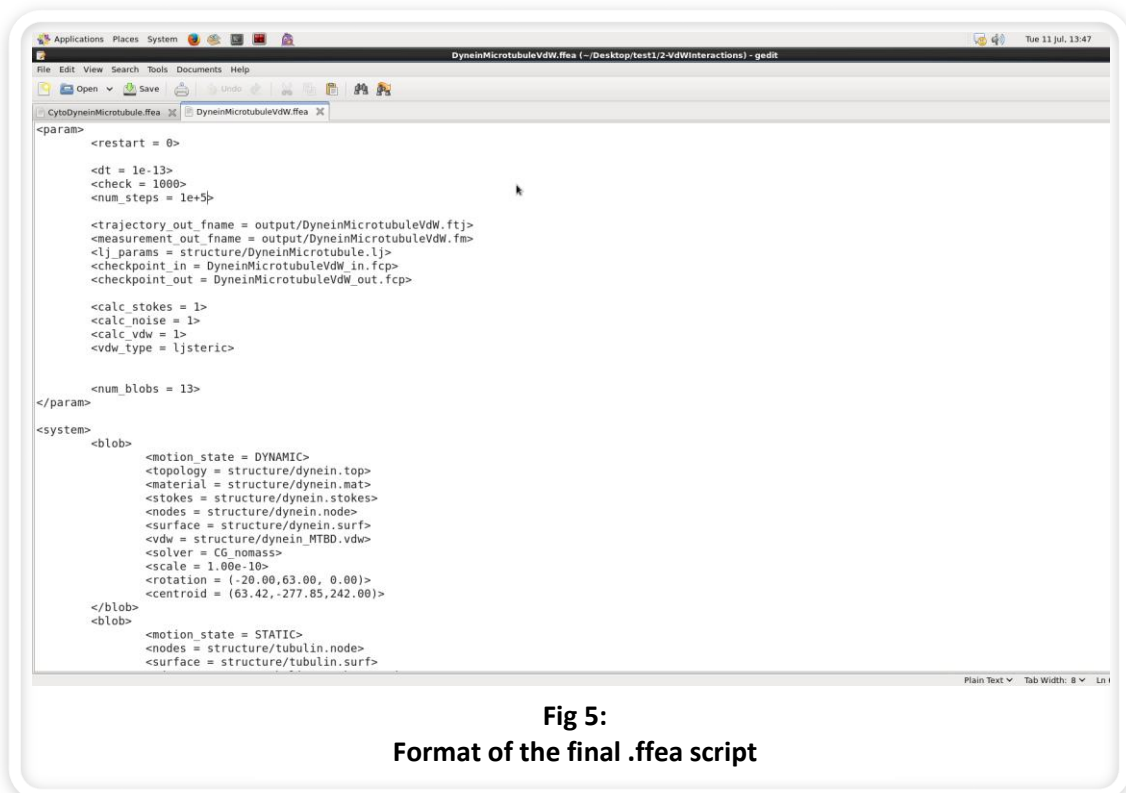 Applications Places System Tue 11 Jul, 13:47
DyneinMicrotubuleVdW.ffea (~/Desktop/test1/2-VdWInteractions) - gedit
File Edit View Search Tools Documents Help
Open Save Undo
CytoDyneinMicrotubule.ffea DyneinMicrotubuleVdW.ffea
<param>
<restart = 0>
<dt = 1e-13>
<check = 1000>
<num_steps = 1e+5>
<trajectory_out_fname = output/DyneinMicrotubuleVdW.ftj>
<measurement_out_fname = output/DyneinMicrotubuleVdW.fm>
<lj_params = structure/DyneinMicrotubule.lj>
<checkpoint_in = DyneinMicrotubuleVdW_in.fcp>
<checkpoint_out = DyneinMicrotubuleVdW_out.fcp>
<calc_stokes = 1>
<calc_noise = 1>
<calc_vdw = 1>
<vdw_type = ljsteric>
<num_blobs = 13>
</param>
<system>
<blob>
<motion_state = DYNAMIC>
<topology = structure/dynein.top>
<material = structure/dynein.mat>
<stokes = structure/dynein.stokes>
<nodes = structure/dynein.node>
<surface = structure/dynein.surf>
<vdw = structure/dynein_MTBD.vdw>
<solver = CG_nomass>
<scale = 1.00e-10>
<rotation = (-20.00,63.00, 0.00)>
<centroid = (63.42,-277.85,242.00)>
</blob>
<blob>
<motion_state = STATIC>
<nodes = structure/tubulin.node>
<surface = structure/tubulin.surf>
Plain Text Tab Width: 8 Ln
Fig 5:
Format of the final .ffea script